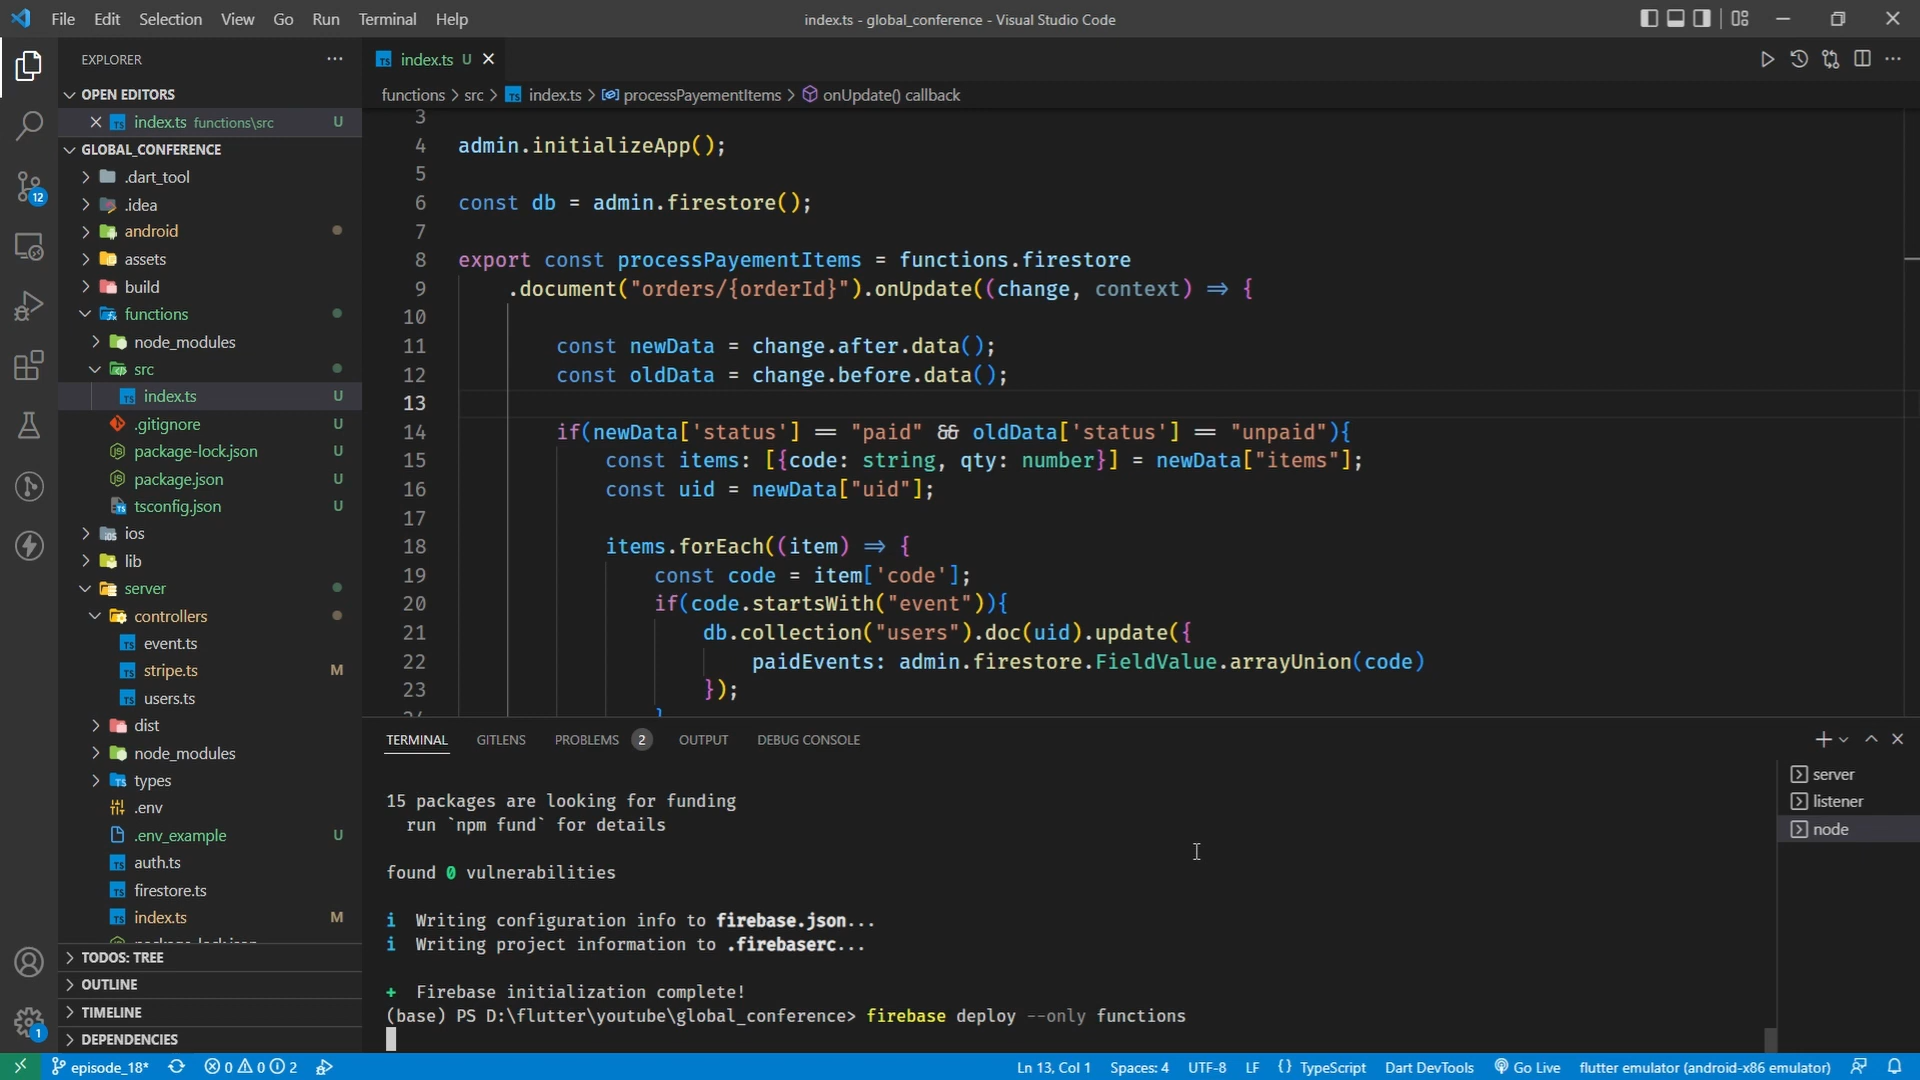 File Edit Selection View Go Run Terminal Help
index.ts - global_conference - Visual Studio Code
EXPLORER
index.ts U
OPEN EDITORS
functions > src > index.ts > processPayementItems > onUpdate() callback
index.ts functions\src U
GLOBAL_CONFERENCE
.dart_tool
.idea
android
assets
build
functions
node_modules
src
index.ts U
.gitignore U
package-lock.json U
package.json U
tsconfig.json U
ios
lib
server
controllers
event.ts
stripe.ts M
users.ts
dist
node_modules
types
.env
.env_example U
auth.ts
firestore.ts
index.ts M
TODOS: TREE
OUTLINE
TIMELINE
DEPENDENCIES
12
1
3
4 admin.initializeApp();
5
6 const db = admin.firestore();
7
8 export const processPayementItems = functions.firestore
9 .document("orders/{orderId}").onUpdate((change, context) => {
10
11 const newData = change.after.data();
12 const oldData = change.before.data();
13
14 if(newData['status'] == "paid" && oldData['status'] == "unpaid"){
15 const items: [{code: string, qty: number}] = newData["items"];
16 const uid = newData["uid"];
17
18 items.forEach((item) => {
19 const code = item['code'];
20 if(code.startsWith("event")){
21 db.collection("users").doc(uid).update({
22 paidEvents: admin.firestore.FieldValue.arrayUnion(code)
23 });
TERMINAL GITLENS PROBLEMS 2 OUTPUT DEBUG CONSOLE
server
listener
node
15 packages are looking for funding
run `npm fund` for details
found 0 vulnerabilities
i Writing configuration info to firebase.json...
i Writing project information to .firebaserc...
+ Firebase initialization complete!
(base) PS D:\flutter\youtube\global_conference> firebase deploy --only functions
episode_18* 0 0 2 Ln 13, Col 1 Spaces: 4 UTF-8 LF {} TypeScript Dart DevTools Go Live flutter emulator (android-x86 emulator)